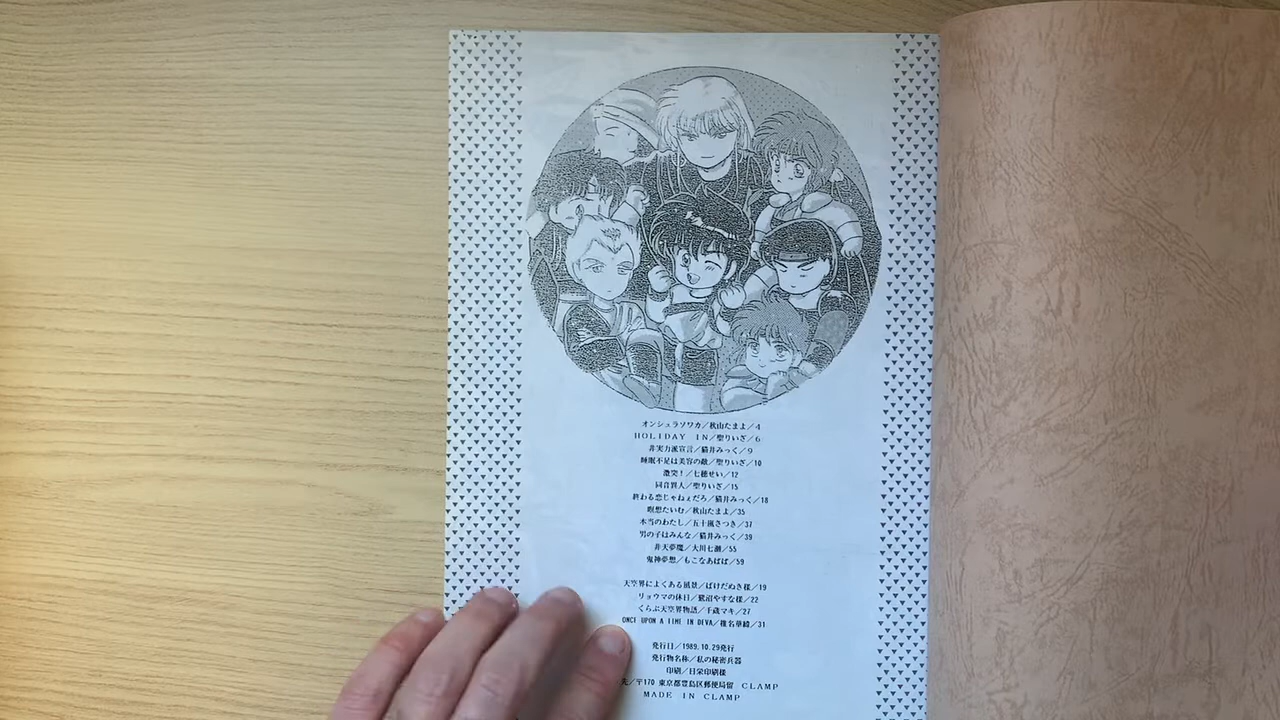 オンシュラソワカ／秋山たまよ／4
HOLIDAY IN／聖りいざ／6
非実力派宣言／猫井みっく／9
睡眠不足は美容の敵／聖りいざ／10
激突！／七穂せい／12
同音異人／聖りいざ／15
終わる恋じゃねぇだろ／猫井みっく／18
瞑想たいむ／秋山たまよ／35
本当のわたし／五十嵐さつき／37
男の子はみんな／猫井みっく／39
非天夢魔／大川七瀬／55
鬼神夢想／もこなあぱぱ／59
天空界によくある風景／ばけだぬき様／19
リョウマの休日／鷺沼やすな様／22
くらぶ天空界物語／千歳マキ／27
ONCE UPON A TIME IN DEVA／椎名華緒／31
発行日／1989.10.29発行
発行物名称／私の秘密兵器
印刷／日栄印刷様
先／〒170 東京都豊島区郵便局留 CLAMP
MADE IN CLAMP